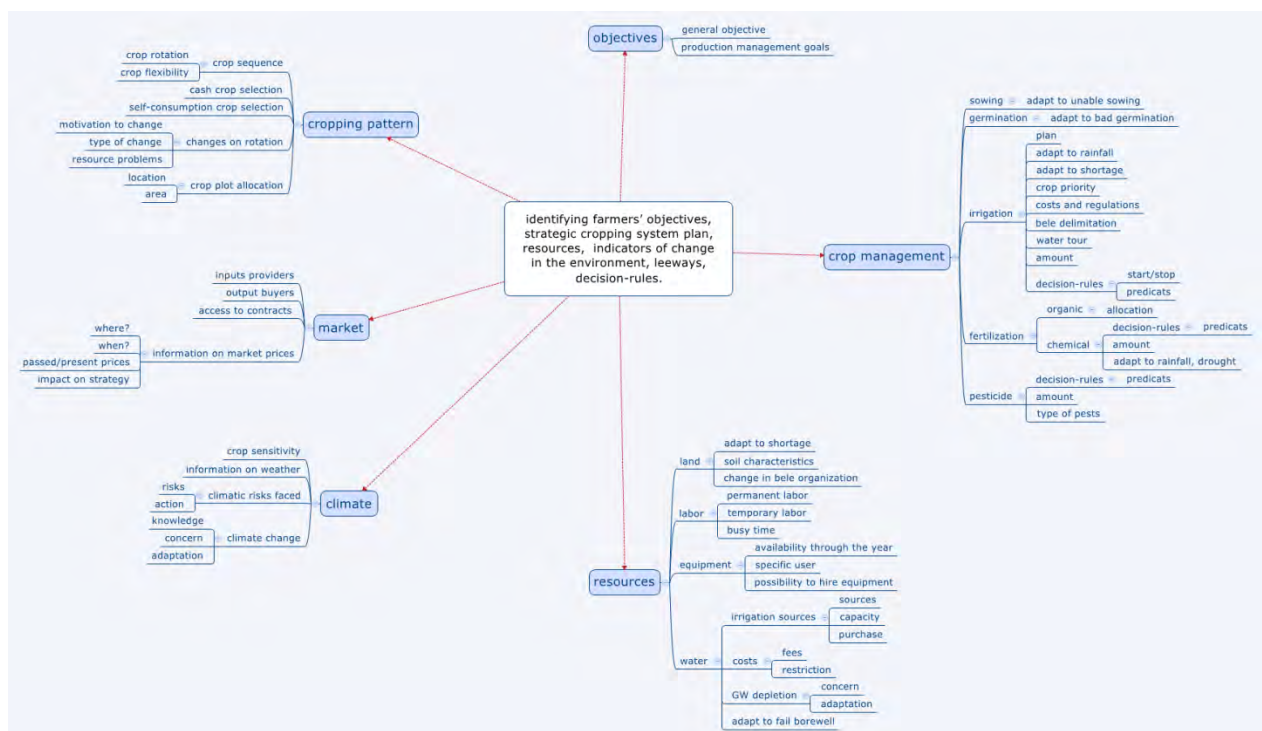 objectives
general objective
production management goals
crop rotation
crop flexibility
crop sequence
cash crop selection
self-consumption crop selection
motivation to change
type of change
resource problems
changes on rotation
location
area
crop plot allocation
cropping pattern
identifying farmers' objectives,
strategic cropping system plan,
resources, indicators of change
in the environment, leeways,
decision-rules.
crop management
sowing
adapt to unable sowing
germination
adapt to bad germination
irrigation
plan
adapt to rainfall
adapt to shortage
crop priority
costs and regulations
bele delimitation
water tour
amount
decision-rules
start/stop
predicats
fertilization
organic
allocation
chemical
decision-rules
predicats
amount
adapt to rainfall, drought
pesticide
decision-rules
predicats
amount
type of pests
market
inputs providers
output buyers
access to contracts
information on market prices
where?
when?
passed/present prices
impact on strategy
climate
crop sensitivity
information on weather
climatic risks faced
risks
action
climate change
knowledge
concern
adaptation
resources
land
adapt to shortage
soil characteristics
change in bele organization
labor
permanent labor
temporary labor
busy time
equipment
availability through the year
specific user
possibility to hire equipment
water
irrigation sources
sources
capacity
purchase
costs
fees
restriction
GW depletion
concern
adaptation
adapt to fail borewell